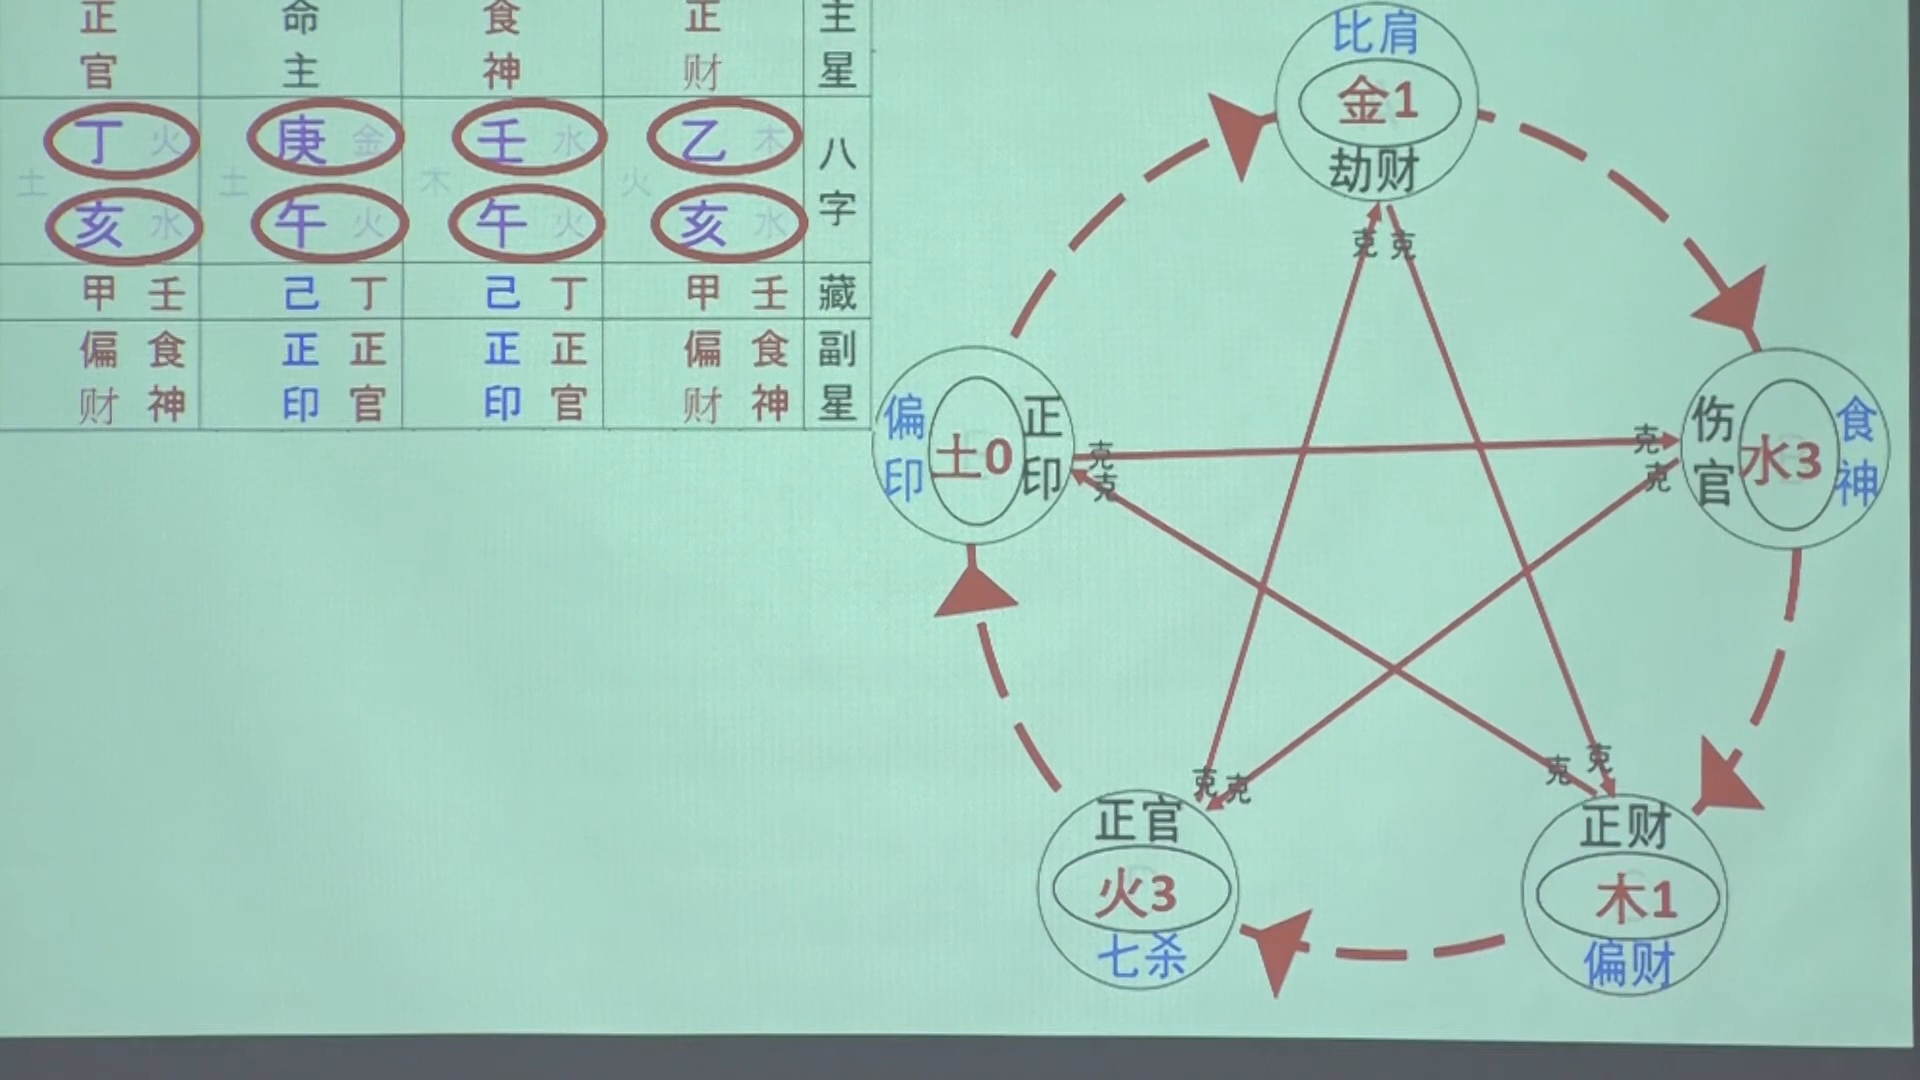 正 命 食 正 主
官 主 神 财 星
丁 火 庚 金 壬 水 乙 木 八
土 土 木 火
亥 水 午 火 午 火 亥 水 字
甲 壬 己 丁 己 丁 甲 壬 藏
偏 食 正 正 正 正 偏 食 副
财 神 印 官 印 官 财 神 星
比肩
金1
劫财
克 克
偏印
土0
正印
克
克
克
克
伤官
水3
食神
克 克
克 克
正官
火3
七杀
正财
木1
偏财